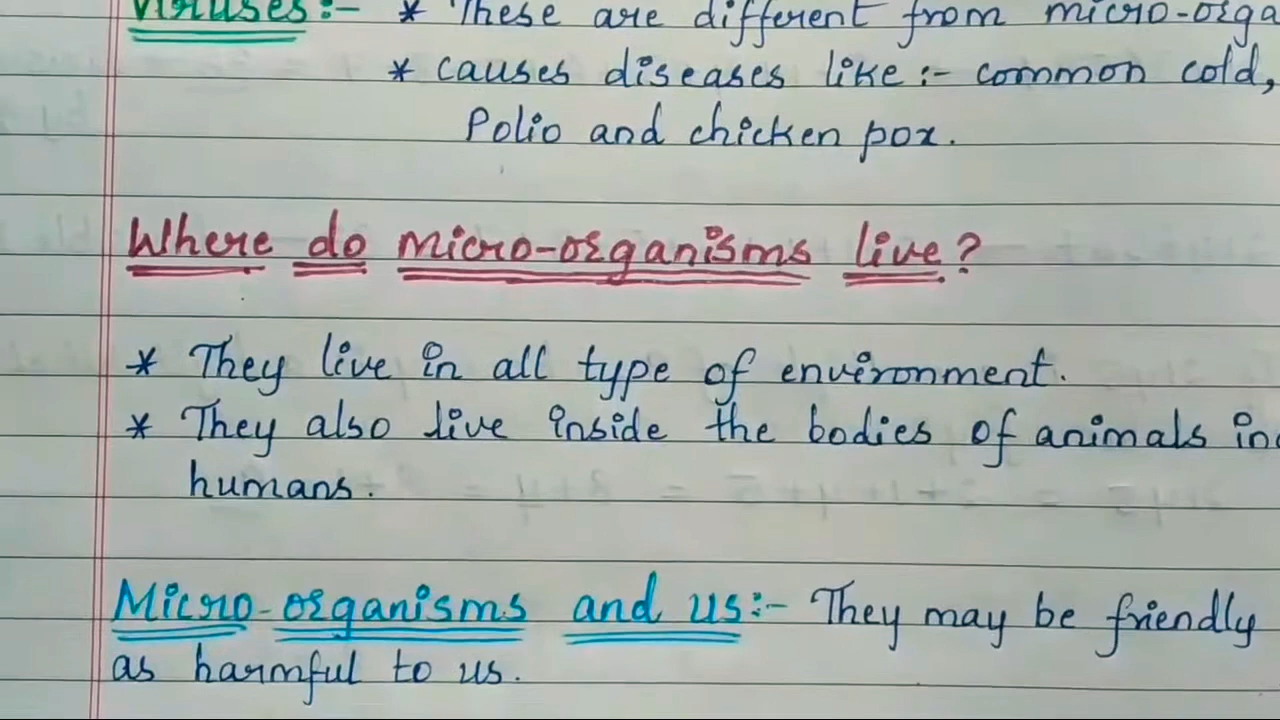 Viruses:- * These are different from micro-orga
* causes diseases like:- common cold,
Polio and chicken pox.
Where do micro-organisms live?
* They live in all type of environment.
* They also live inside the bodies of animals inc
humans.
Micro-organisms and us:- They may be friendly
as harmful to us.